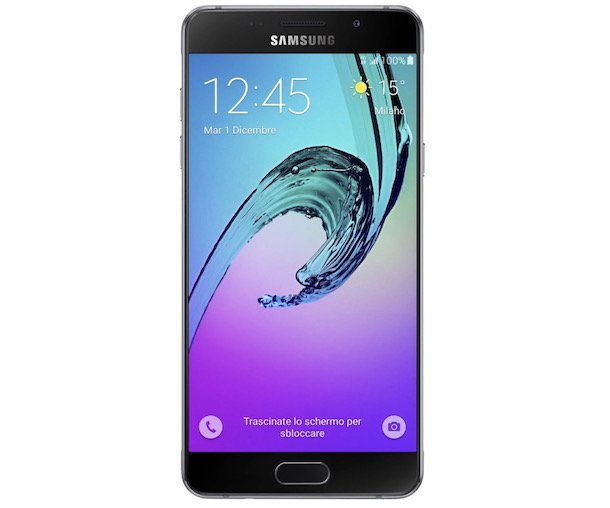 SAMSUNG
100%
12:45
15°
Milano
Mar 1 Dicembre
Trascinate lo schermo per
sbloccare